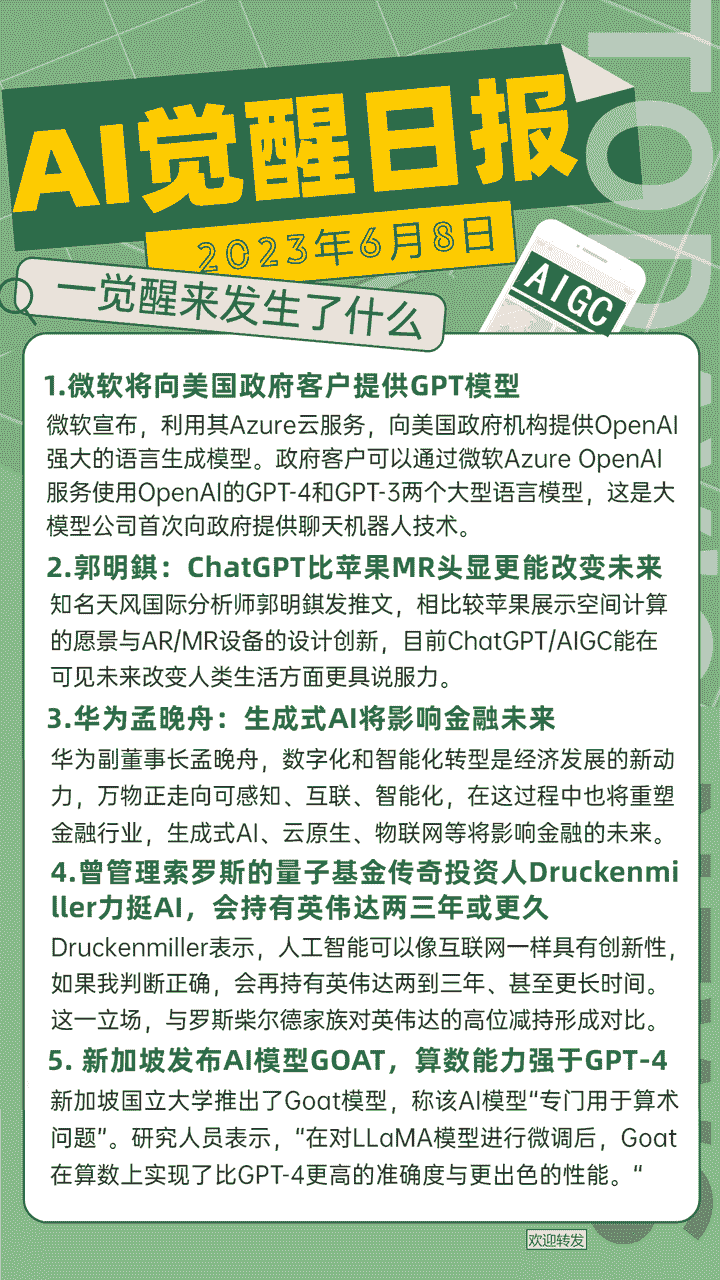 AI觉醒日报
2023年6月8日
一觉醒来发生了什么
AIGC
1.微软将向美国政府客户提供GPT模型
微软宣布，利用其Azure云服务，向美国政府机构提供OpenAI
强大的语言生成模型。政府客户可以通过微软Azure OpenAI
服务使用OpenAI的GPT-4和GPT-3两个大型语言模型，这是大
模型公司首次向政府提供聊天机器人技术。
2.郭明錤：ChatGPT比苹果MR头显更能改变未来
知名天风国际分析师郭明錤发推文，相比较苹果展示空间计算
的愿景与AR/MR设备的设计创新，目前ChatGPT/AIGC能在
可见未来改变人类生活方面更具说服力。
3.华为孟晚舟：生成式AI将影响金融未来
华为副董事长孟晚舟，数字化和智能化转型是经济发展的新动
力，万物正走向可感知、互联、智能化，在这过程中也将重塑
金融行业，生成式AI、云原生、物联网等将影响金融的未来。
4.曾管理索罗斯的量子基金传奇投资人Druckenmi
ller力挺AI，会持有英伟达两三年或更久
Druckenmiller表示，人工智能可以像互联网一样具有创新性，
如果我判断正确，会再持有英伟达两到三年、甚至更长时间。
这一立场，与罗斯柴尔德家族对英伟达的高位减持形成对比。
5. 新加坡发布AI模型GOAT，算数能力强于GPT-4
新加坡国立大学推出了Goat模型，称该AI模型“专门用于算术
问题”。研究人员表示，“在对LLaMA模型进行微调后，Goat
在算数上实现了比GPT-4更高的准确度与更出色的性能。“
欢迎转发